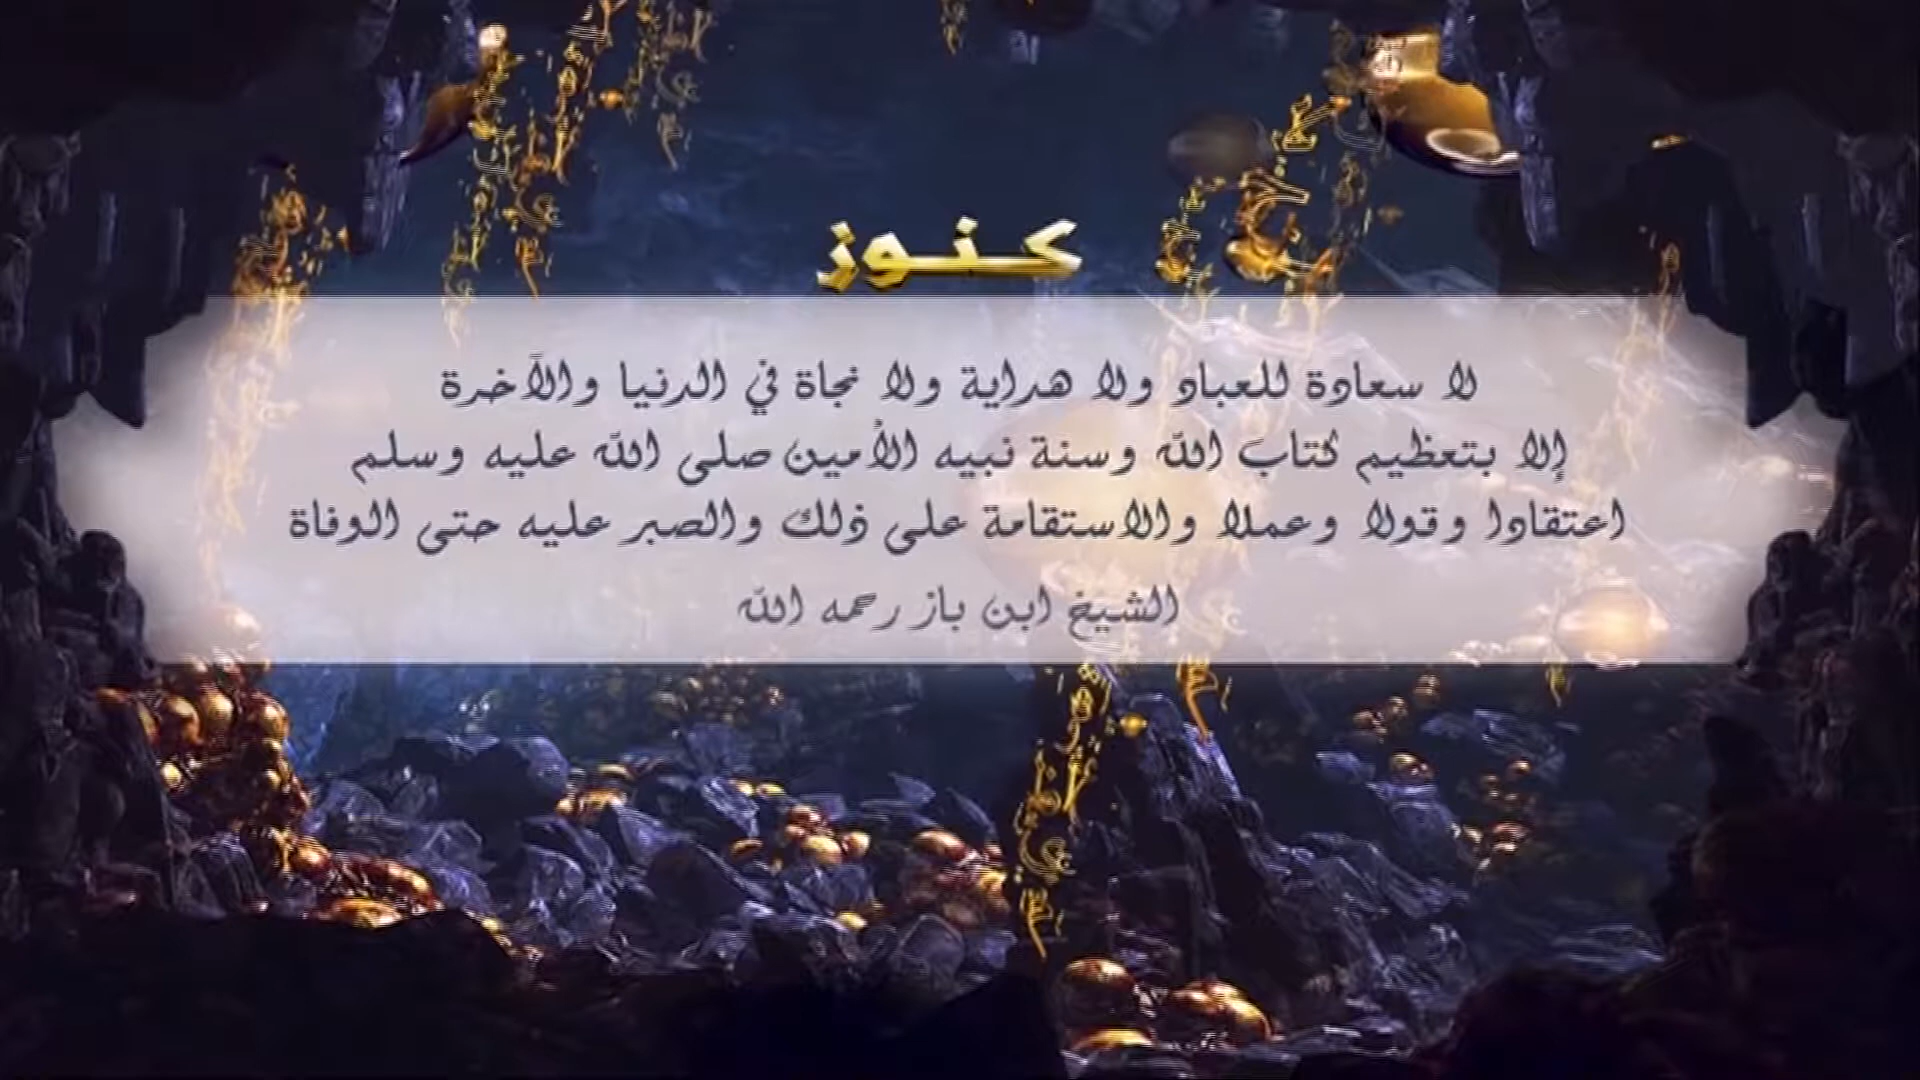 كنوز
لا سعادة للعباد ولا هداية ولا نجاة في الدنيا والآخرة
إلا بتعظيم كتاب الله وسنة نبيه الأمين صلى الله عليه وسلم
اعتقادا وقولا وعملا والاستقامة على ذلك والصبر عليه حتى الوفاة
الشيخ ابن باز رحمه الله